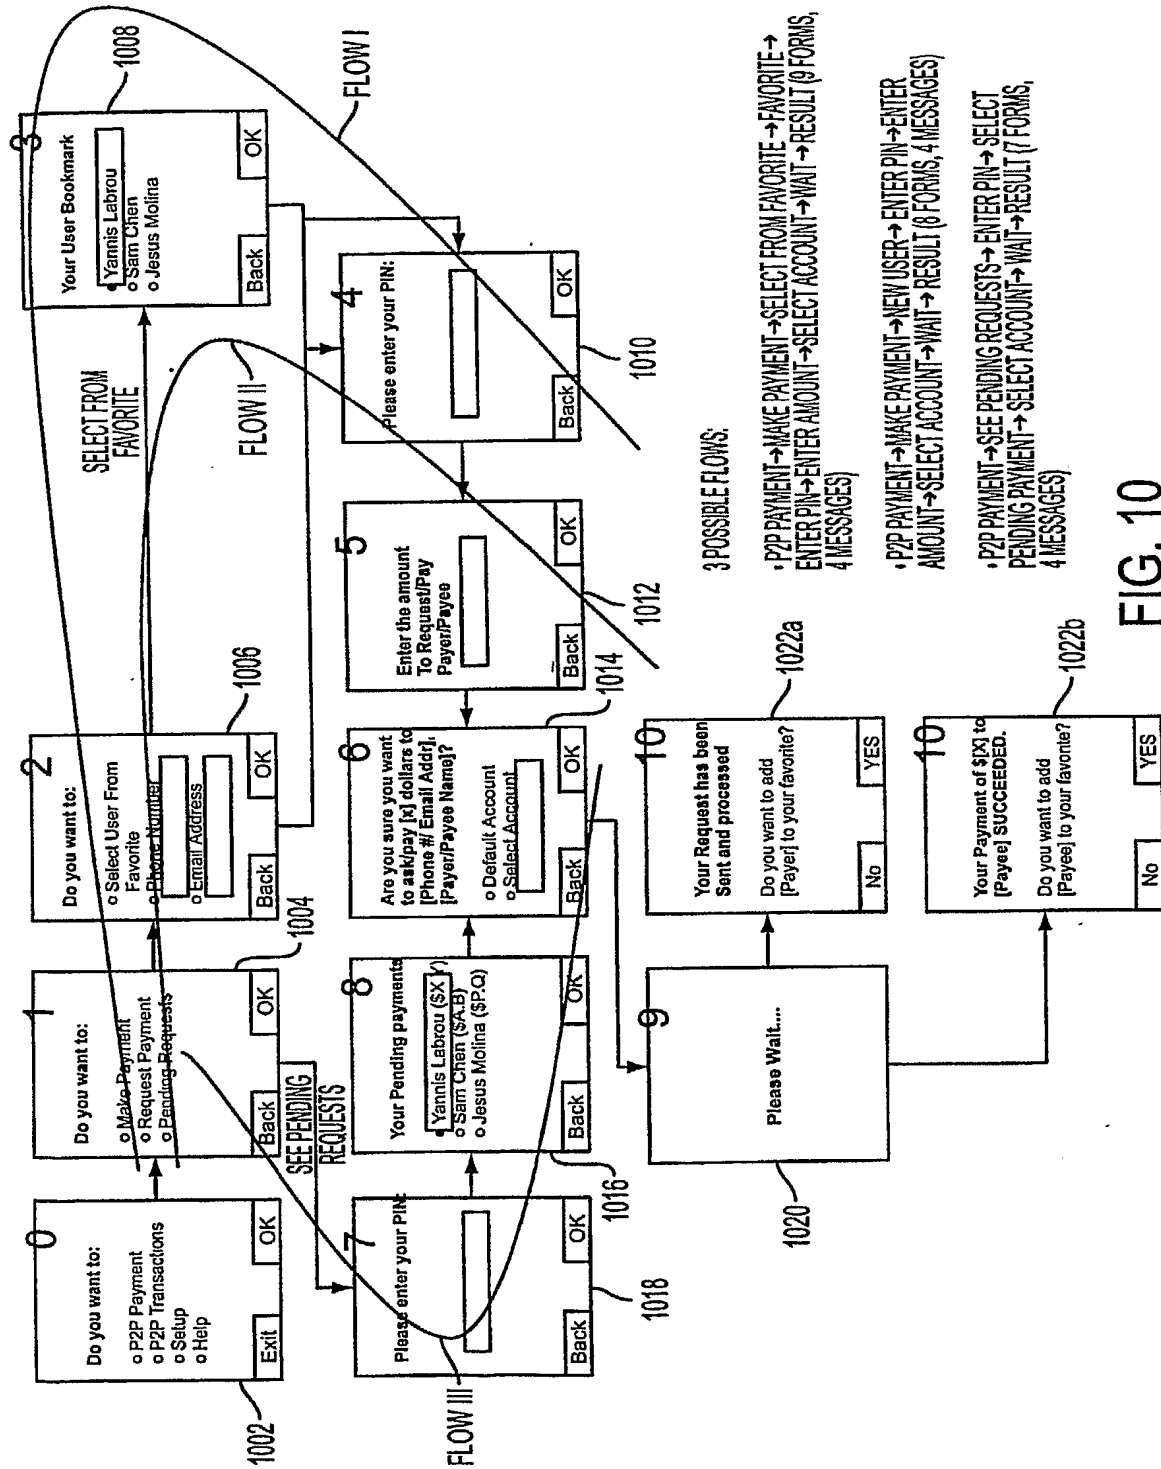 0
Do you want to:
o P2P Payment
o P2P Transactions
o Setup
o Help
Exit
OK
1002
1
Do you want to:
o Make Payment
o Request Payment
o Pending Requests
Back
OK
1004
2
Do you want to:
o Select User From
Favorite
o Phone Number
o Email Address
Back
OK
1006
SELECT FROM
FAVORITE
3
Your User Bookmark
Yannis Labrou
o Sam Chen
o Jesus Molina
Back
OK
1008
FLOW I
FLOW II
SEE PENDING
REQUESTS
FLOW III
7
Please enter your PIN:
Back
OK
1018
8
Your Pending payments
Yannis Labrou ($X.Y)
o Sam Chen ($A.B)
o Jesus Molina ($P.Q)
Back
OK
1016
6
Are you sure you want
to ask/pay [x] dollars to
[Phone #/ Email Addr],
[Payer/Payee Name]?
o Default Account
o Select Account
Back
OK
1014
5
Enter the amount
To Request/Pay
Payer/Payee
Back
OK
1012
4
Please enter your PIN:
Back
OK
1010
9
Please Wait....
1020
10
Your Request has been
Sent and processed
Do you want to add
[Payer] to your favorite?
No
YES
1022a
10
Your Payment of $[X] to
[Payee] SUCCEEDED.
Do you want to add
[Payee] to your favorite?
No
YES
1022b
3 POSSIBLE FLOWS:
• P2P PAYMENT→MAKE PAYMENT→SELECT FROM FAVORITE→FAVORITE→
ENTER PIN→ENTER AMOUNT→SELECT ACCOUNT→WAIT→RESULT (9 FORMS,
4 MESSAGES)
• P2P PAYMENT→MAKE PAYMENT→NEW USER→ENTER PIN→ENTER
AMOUNT→SELECT ACCOUNT→WAIT→RESULT (8 FORMS, 4 MESSAGES)
• P2P PAYMENT→SEE PENDING REQUESTS→ENTER PIN→SELECT
PENDING PAYMENT→SELECT ACCOUNT→WAIT→RESULT (7 FORMS,
4 MESSAGES)
FIG. 10